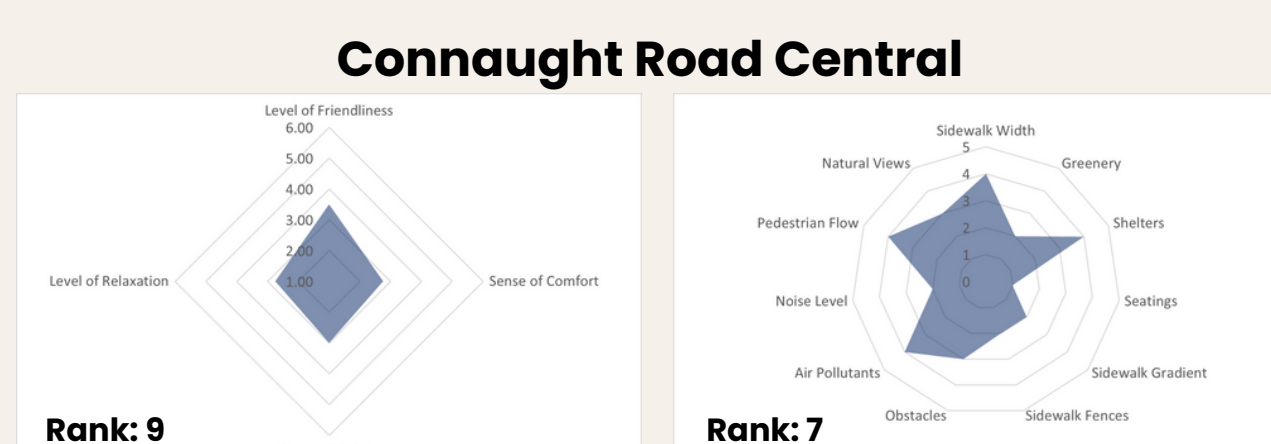 Connaught Road Central
Level of Friendliness
6.00
5.00
4.00
3.00
2.00
1.00
Level of Relaxation
Sense of Comfort
Rank: 9
Sidewalk Width
5
4
3
2
1
0
Natural Views
Greenery
Pedestrian Flow
Shelters
Noise Level
Seatings
Air Pollutants
Sidewalk Gradient
Obstacles
Sidewalk Fences
Rank: 7